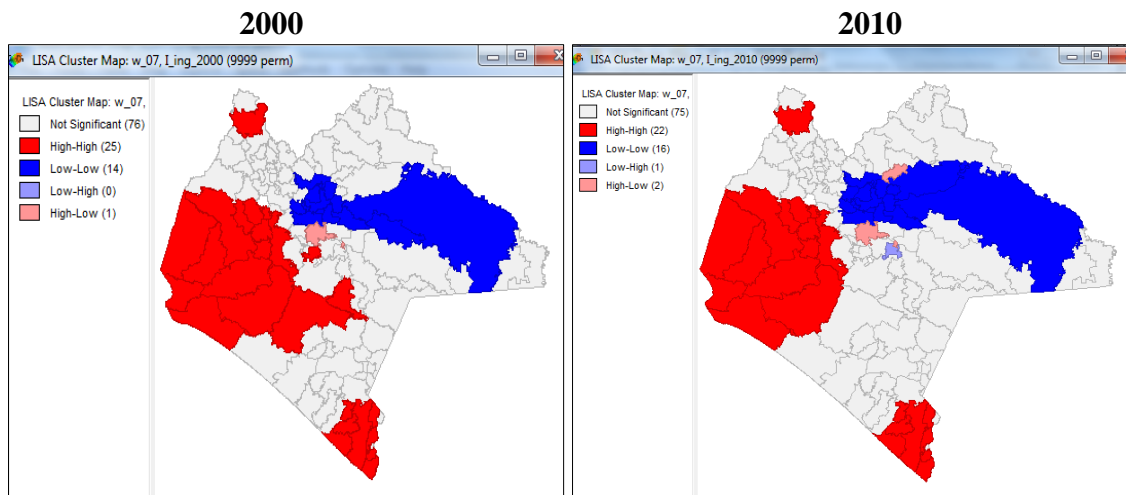 2000
2010
LISA Cluster Map: w_07, I_ing_2000 (9999 perm)
LISA Cluster Map: w_07,
Not Significant (76)
High-High (25)
Low-Low (14)
Low-High (0)
High-Low (1)
LISA Cluster Map: w_07, I_ing_2010 (9999 perm)
LISA Cluster Map: w_07,
Not Significant (75)
High-High (22)
Low-Low (16)
Low-High (1)
High-Low (2)